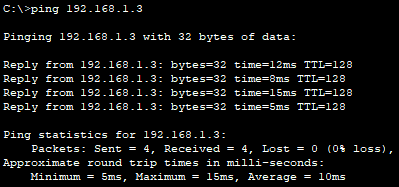 C:\>ping 192.168.1.3
Pinging 192.168.1.3 with 32 bytes of data:
Reply from 192.168.1.3: bytes=32 time=12ms TTL=128
Reply from 192.168.1.3: bytes=32 time=8ms TTL=128
Reply from 192.168.1.3: bytes=32 time=15ms TTL=128
Reply from 192.168.1.3: bytes=32 time=5ms TTL=128
Ping statistics for 192.168.1.3:
    Packets: Sent = 4, Received = 4, Lost = 0 (0% loss),
Approximate round trip times in milli-seconds:
    Minimum = 5ms, Maximum = 15ms, Average = 10ms